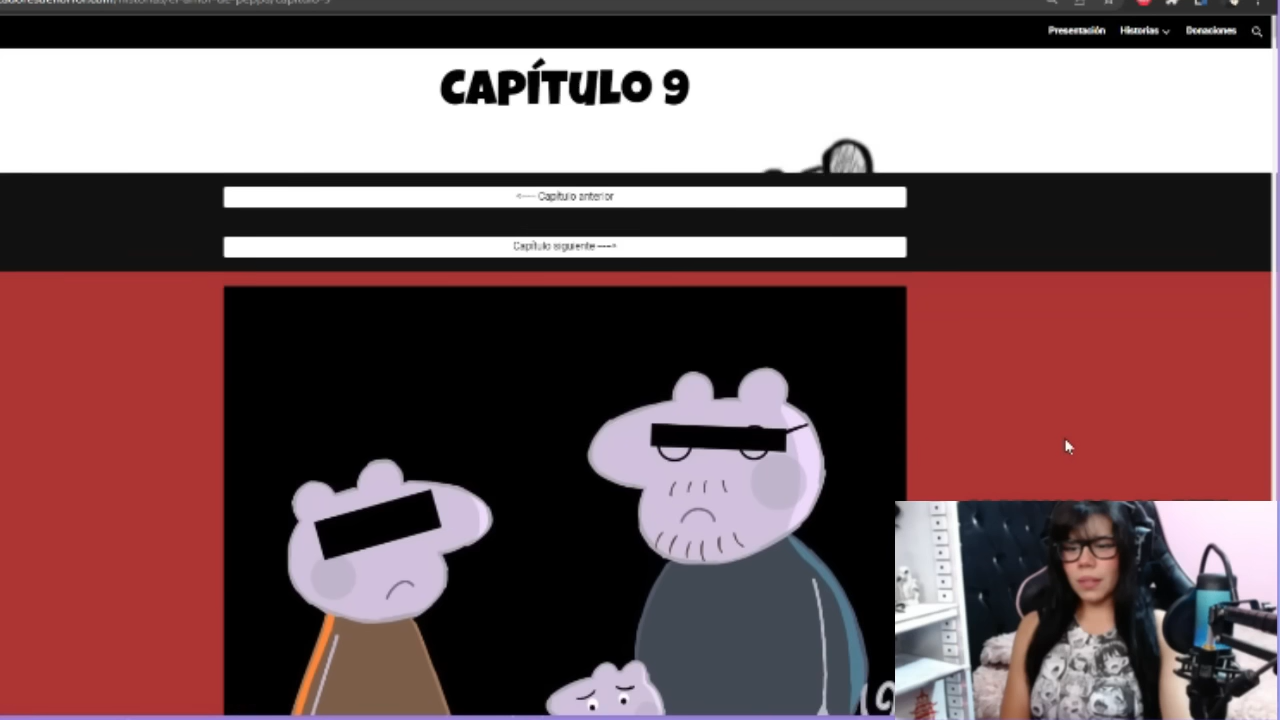 Presentación Historias Donaciones
CAPÍTULO 9
<---- Capítulo anterior
Capítulo siguiente ---->